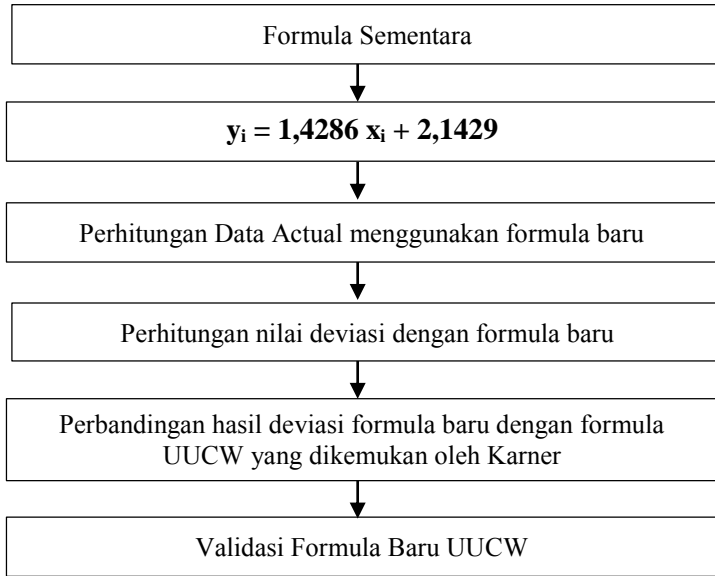 Formula Sementara
yᵢ = 1,4286 xᵢ + 2,1429
Perhitungan Data Actual menggunakan formula baru
Perhitungan nilai deviasi dengan formula baru
Perbandingan hasil deviasi formula baru dengan formula
UUCW yang dikemukan oleh Karner
Validasi Formula Baru UUCW